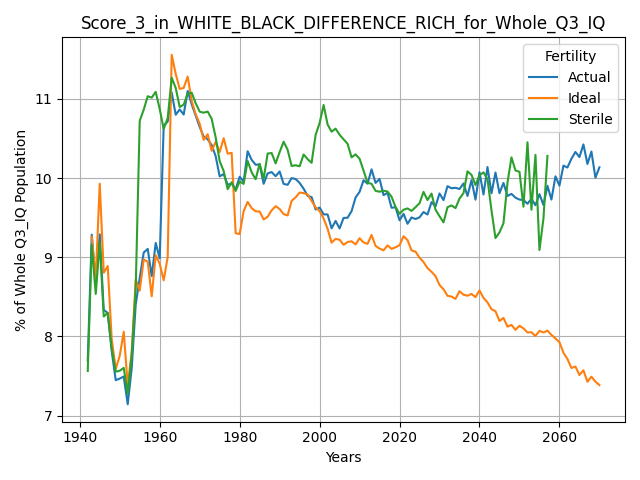 Score_3_in_WHITE_BLACK_DIFFERENCE_RICH_for_Whole_Q3_IQ
Fertility
Actual
Ideal
Sterile
% of Whole Q3_IQ Population
11
10
9
8
7
1940
1960
1980
2000
2020
2040
2060
Years